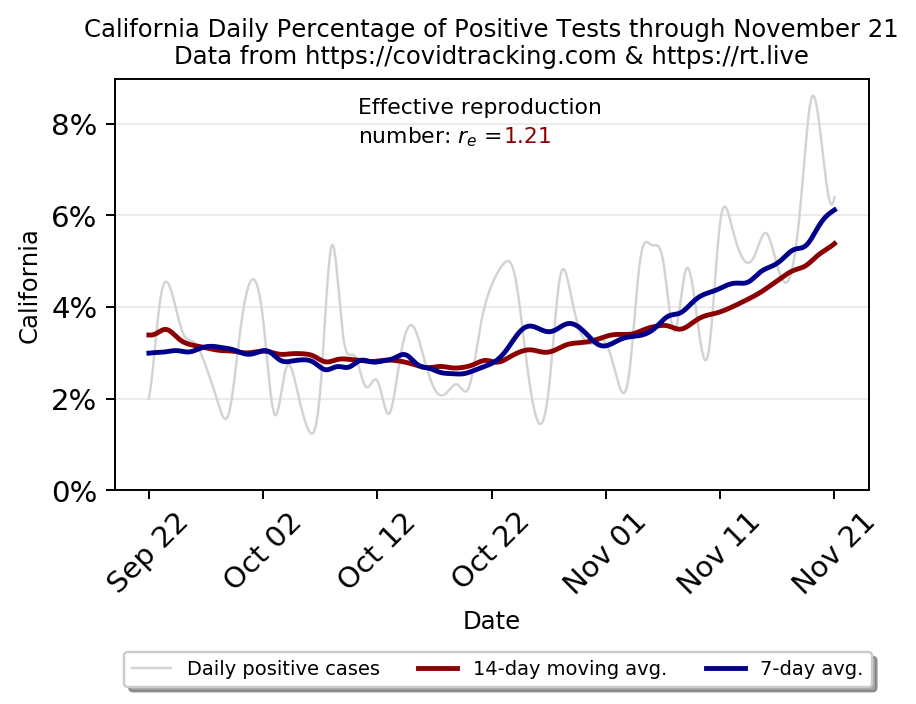 California Daily Percentage of Positive Tests through November 21
Data from https://covidtracking.com & https://rt.live
Effective reproduction
number: rₑ =1.21
8%
6%
4%
2%
0%
California
Sep 22
Oct 02
Oct 12
Oct 22
Nov 01
Nov 11
Nov 21
Date
Daily positive cases
14-day moving avg.
7-day avg.